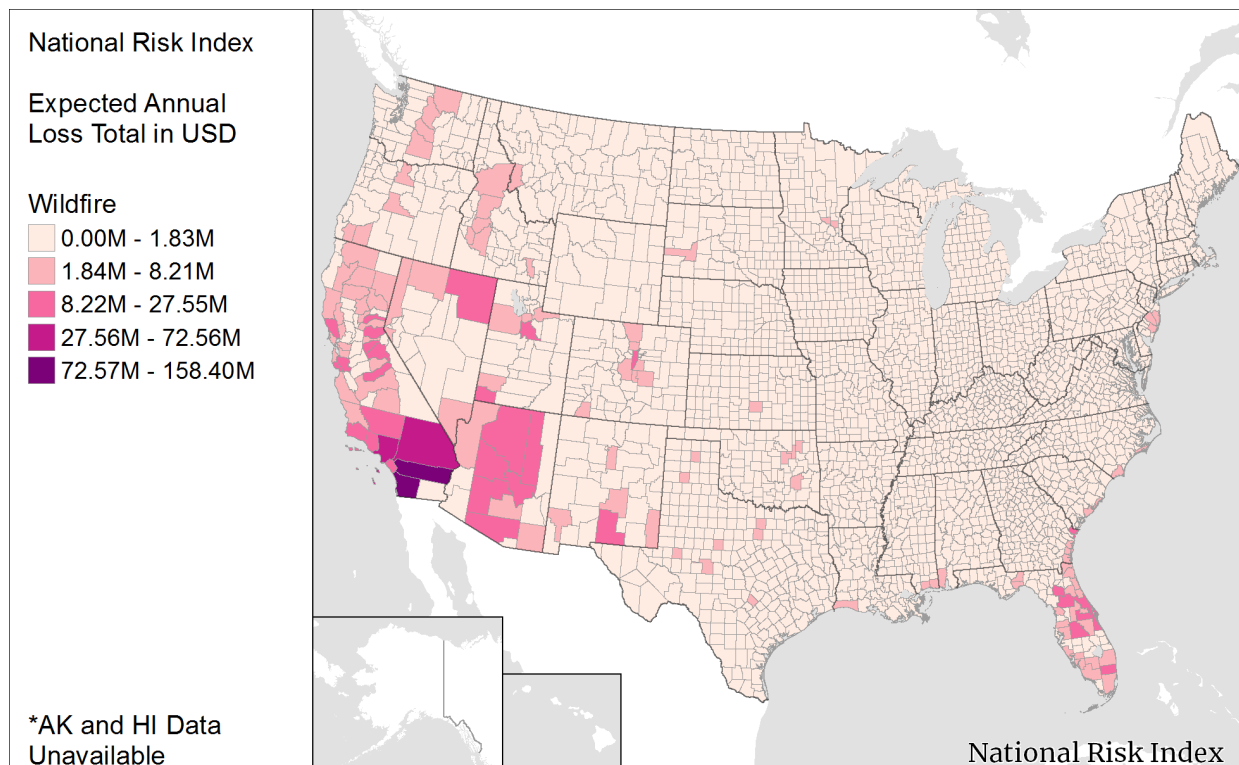 National Risk Index
Expected Annual
Loss Total in USD
Wildfire
0.00M - 1.83M
1.84M - 8.21M
8.22M - 27.55M
27.56M - 72.56M
72.57M - 158.40M
*AK and HI Data
Unavailable
National Risk Index